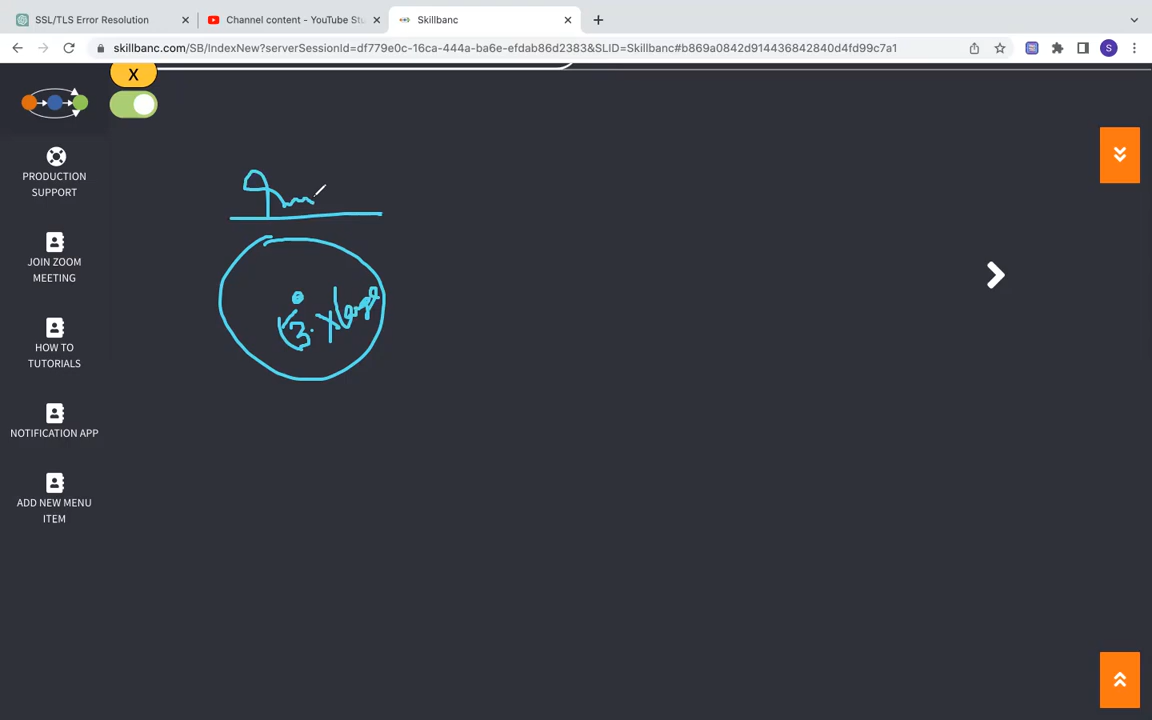 SSL/TLS Error Resolution
Channel content - YouTube Stu
Skillbanc
skillbanc.com/SB/IndexNew?serverSessionId=df779e0c-16ca-444a-ba6e-efdab86d2383&SLID=Skillbanc#b869a0842d914436842840d4fd99c7a1
S
X
PRODUCTION
SUPPORT
JOIN ZOOM
MEETING
HOW TO
TUTORIALS
NOTIFICATION APP
ADD NEW MENU
ITEM